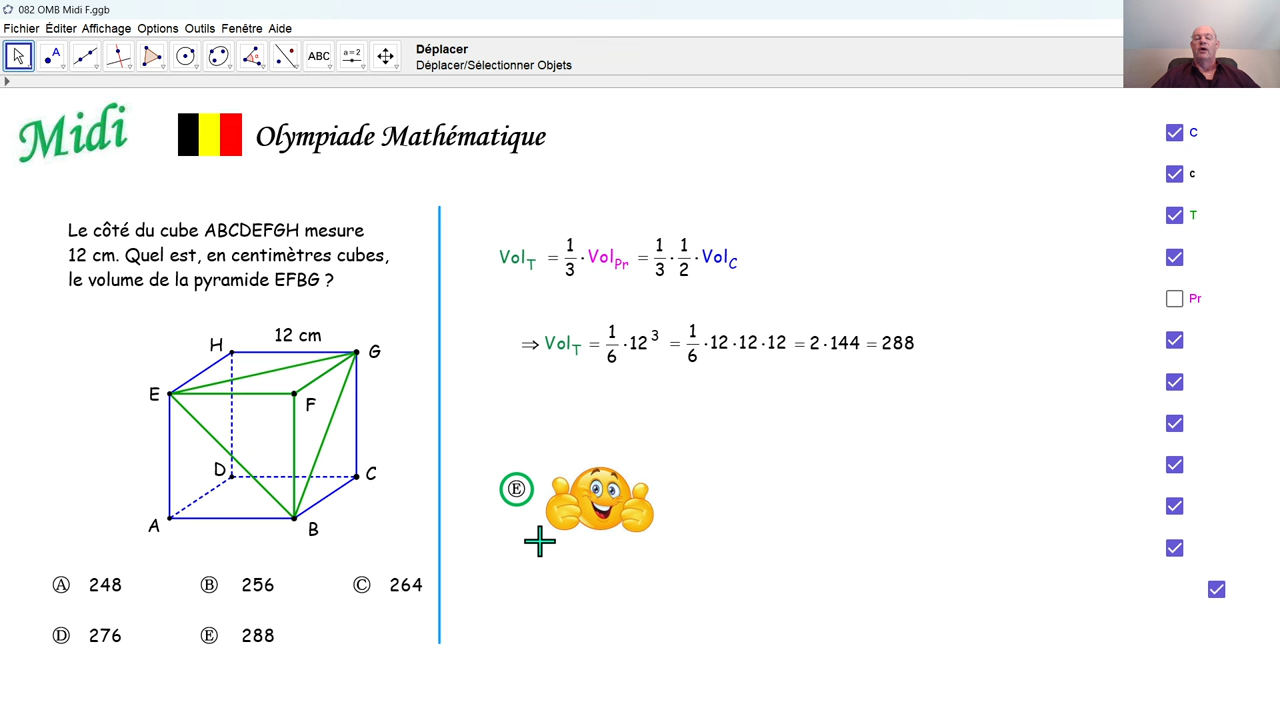 082 OMB Midi F.ggb
Fichier Éditer Affichage Options Outils Fenêtre Aide
A
ABC
a=2
Déplacer
Déplacer/Sélectionner Objets
Midi
Olympiade Mathématique
Le côté du cube ABCDEFGH mesure
12 cm. Quel est, en centimètres cubes,
le volume de la pyramide EFBG ?
H 12 cm G
E F
D C
A B
Ⓐ 248 Ⓑ 256 Ⓒ 264
Ⓓ 276 Ⓔ 288
Vol_T = 1/3 · Vol_Pr = 1/3 · 1/2 · Vol_C
⇒ Vol_T = 1/6 · 12³ = 1/6 · 12 · 12 · 12 = 2 · 144 = 288
Ⓔ
C
c
T
Pr